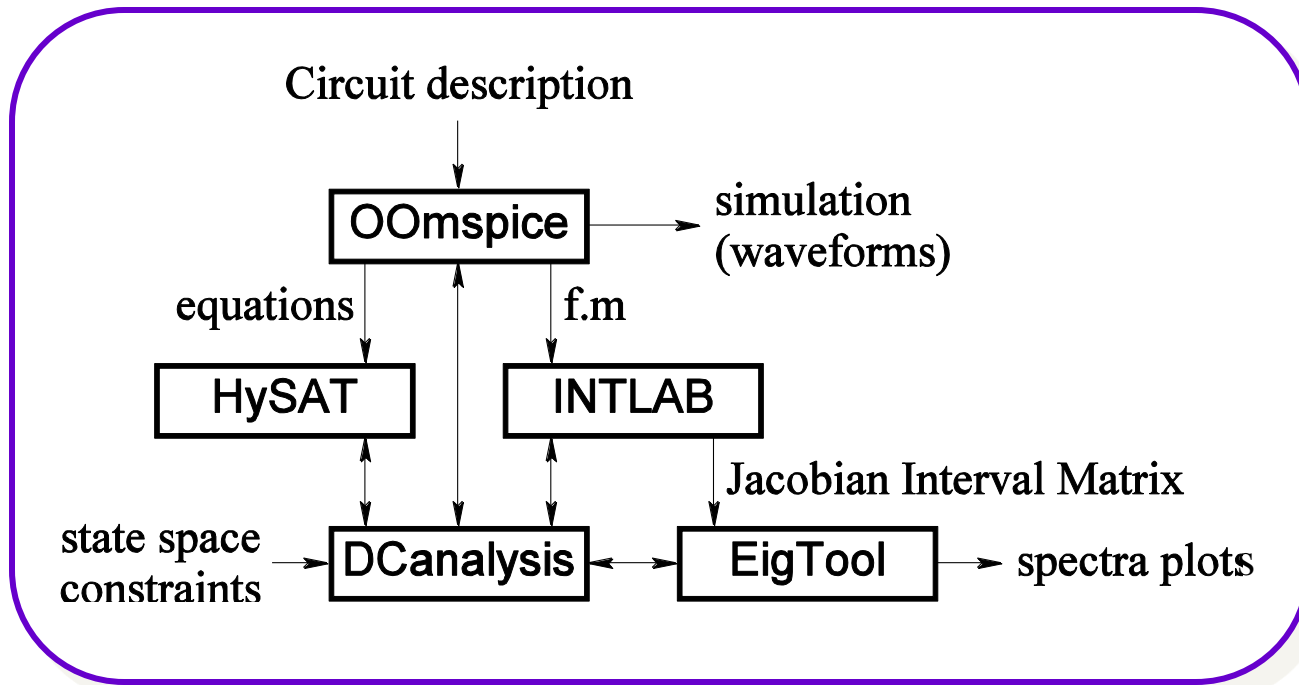 Circuit description
OOmspice
simulation
(waveforms)
equations
f.m
HySAT
INTLAB
Jacobian Interval Matrix
state space
constraints
DCanalysis
EigTool
spectra plots